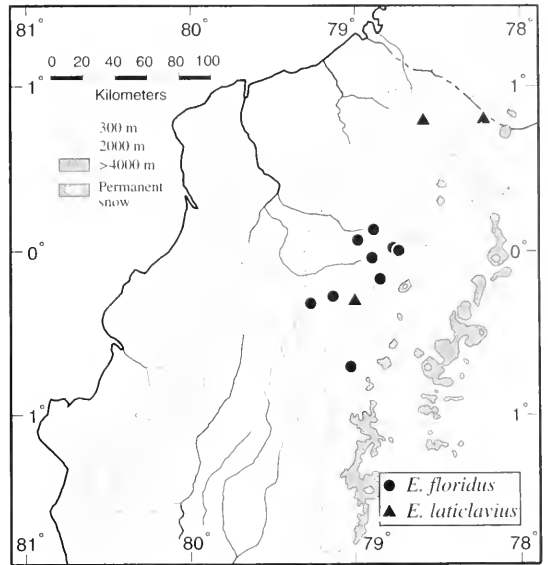 81° 80 79 78°
0 20 40 60 80 100
Kilometers
1° 1°
300 m
2000 m
>4000 m
Permanent
snow
0° 0°
1° 1°
E. floridus
E. laticlavius
81° 80 79 78°